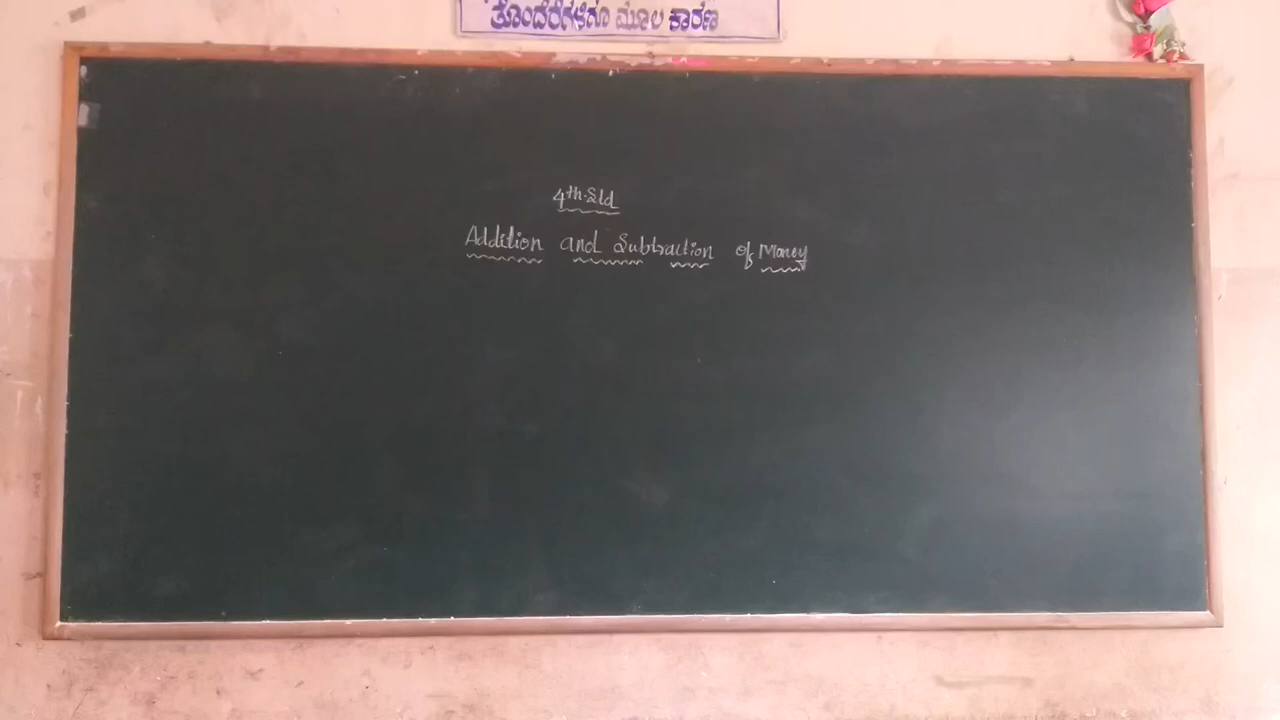 ತೊಂದರೆಗಳಿಗೂ ಮೂಲ ಕಾರಣ
4th Std
Addition and Subtraction of Money